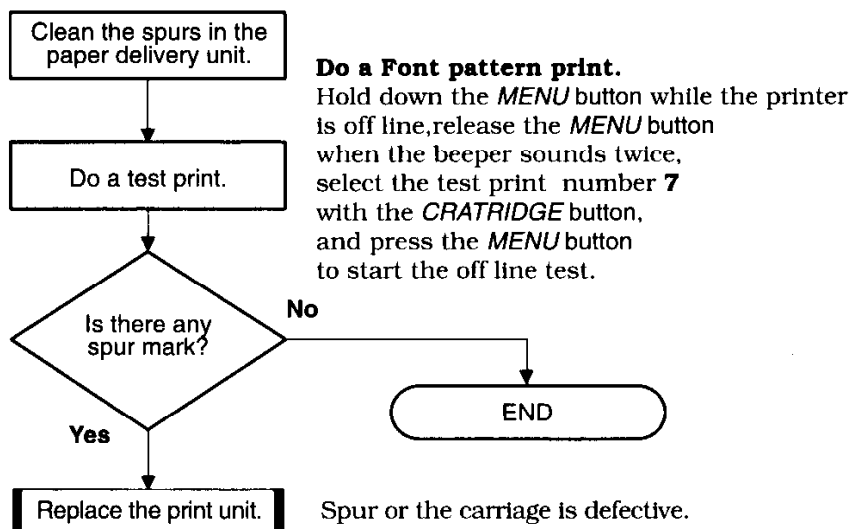 Clean the spurs in the
paper delivery unit.
Do a Font pattern print.
Hold down the MENU button while the printer
is off line,release the MENU button
when the beeper sounds twice,
select the test print number 7
with the CRATRIDGE button,
and press the MENU button
to start the off line test.
Do a test print.
Is there any
spur mark?
No
END
Yes
Replace the print unit.
Spur or the carriage is defective.